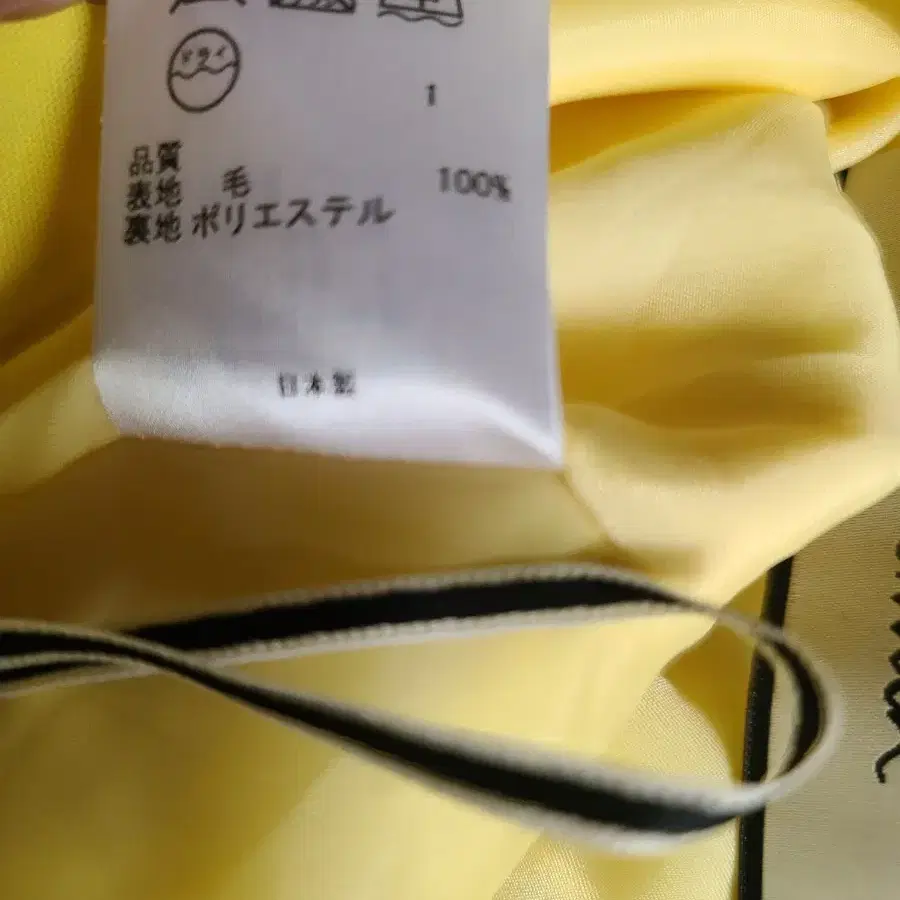 ドライ
1
品質
表地 毛 100%
裏地 ポリエステル
日本製